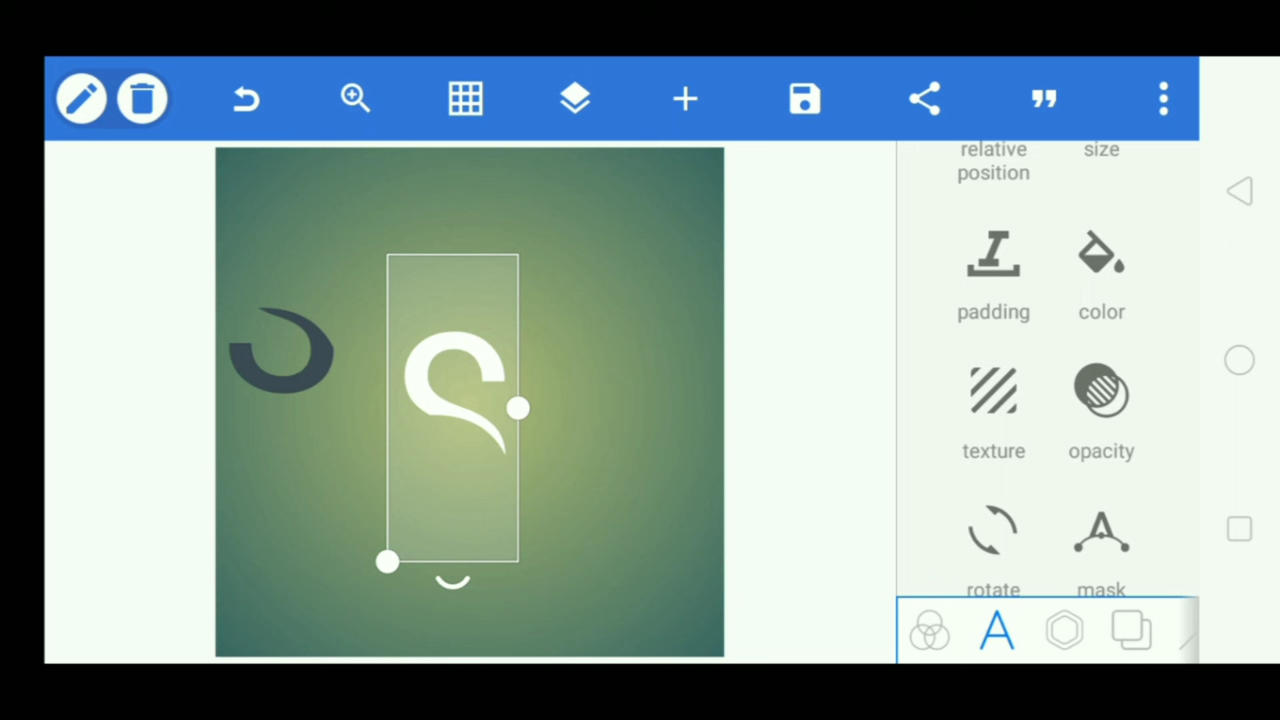 relative size
position
padding color
texture opacity
rotate mask